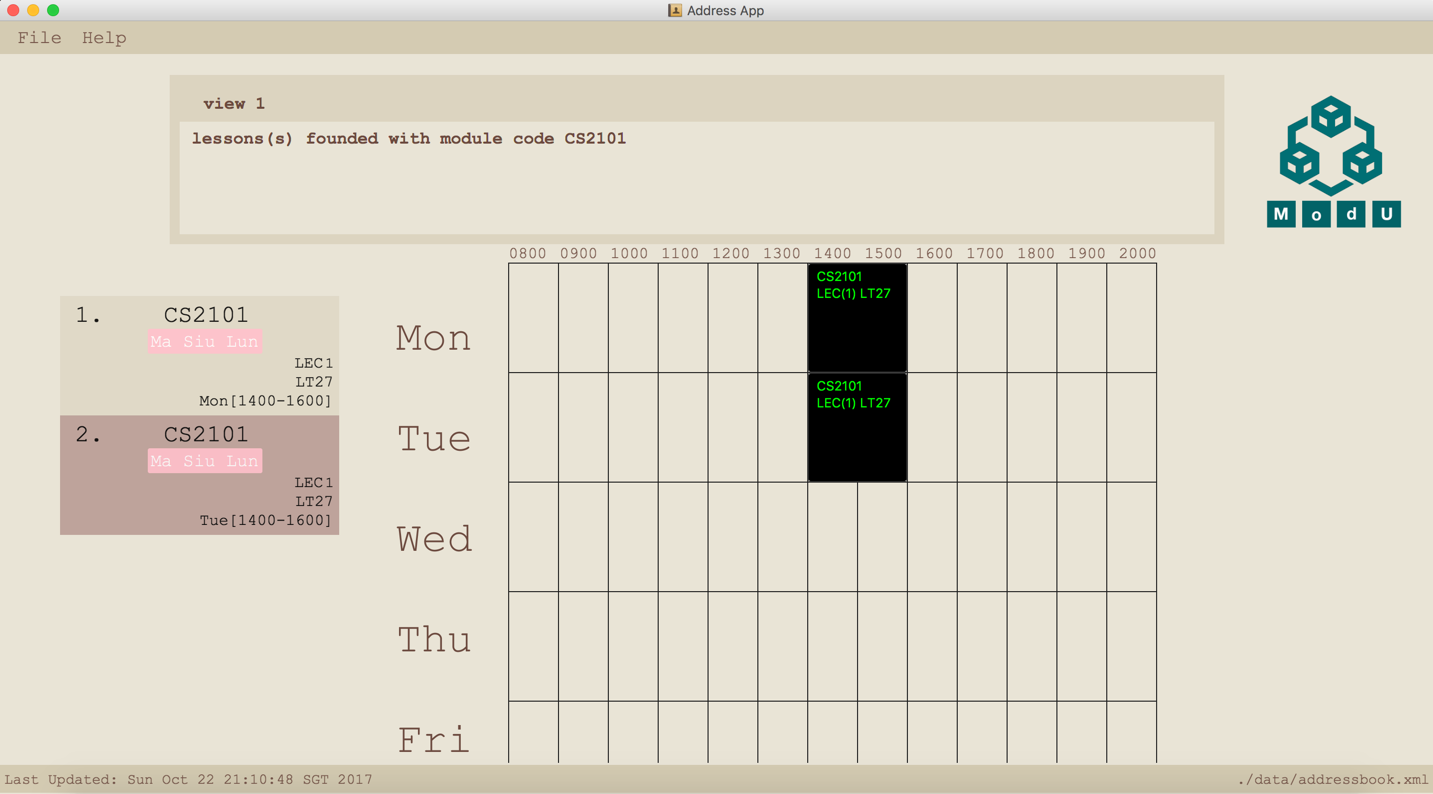 Address App
File Help
view 1
lessons(s) founded with module code CS2101
M o d U
0800 0900 1000 1100 1200 1300 1400 1500 1600 1700 1800 1900 2000
1. CS2101
Ma Siu Lun
LEC1
LT27
Mon[1400-1600]
2. CS2101
Ma Siu Lun
LEC1
LT27
Tue[1400-1600]
Mon
CS2101
LEC(1) LT27
Tue
CS2101
LEC(1) LT27
Wed
Thu
Fri
Last Updated: Sun Oct 22 21:10:48 SGT 2017
./data/addressbook.xml